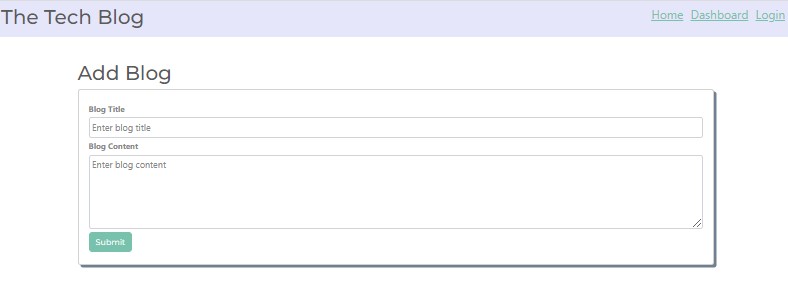 The Tech Blog
Home Dashboard Login
Add Blog
Blog Title
Enter blog title
Blog Content
Enter blog content
Submit